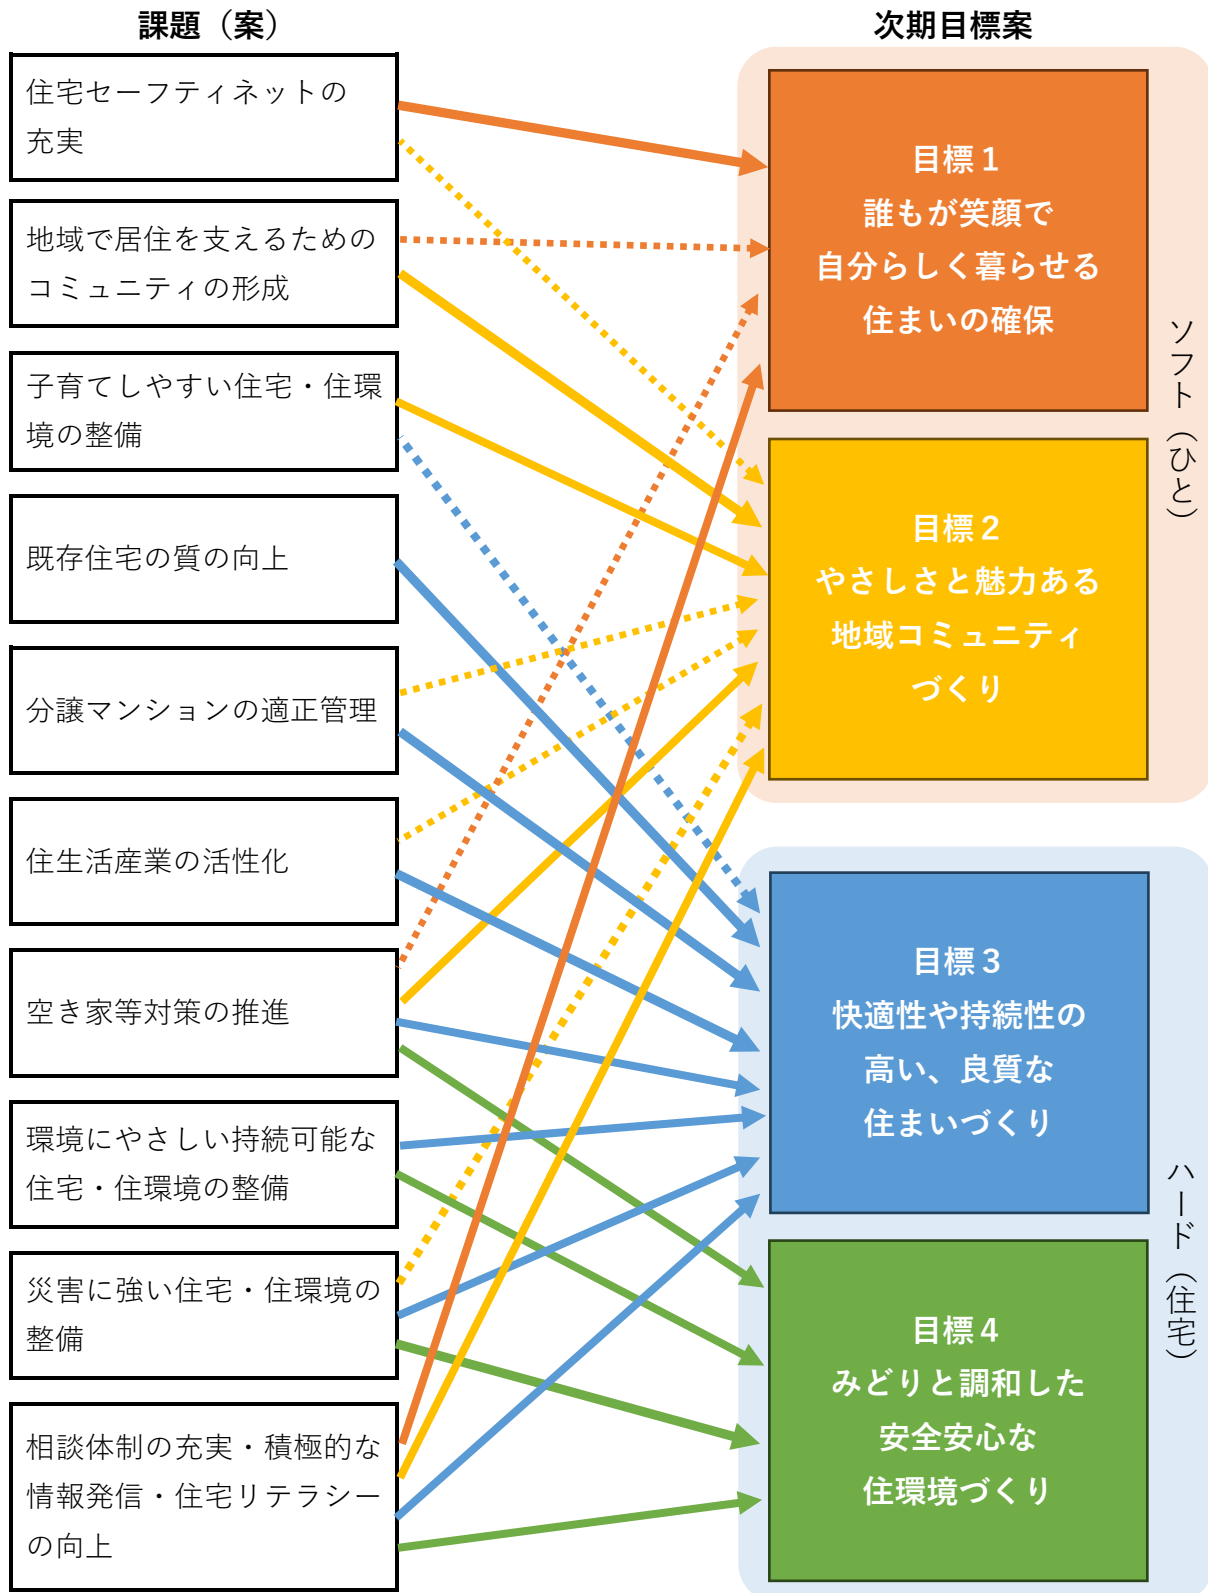 課題（案）
住宅セーフティネットの
充実
地域で居住を支えるための
コミュニティの形成
子育てしやすい住宅・住環
境の整備
既存住宅の質の向上
分譲マンションの適正管理
住生活産業の活性化
空き家等対策の推進
環境にやさしい持続可能な
住宅・住環境の整備
災害に強い住宅・住環境の
整備
相談体制の充実・積極的な
情報発信・住宅リテラシー
の向上
次期目標案
目標１
誰もが笑顔で
自分らしく暮らせる
住まいの確保
目標２
やさしさと魅力ある
地域コミュニティ
づくり
ソフト（ひと）
目標３
快適性や持続性の
高い、良質な
住まいづくり
目標４
みどりと調和した
安全安心な
住環境づくり
ハード（住宅）